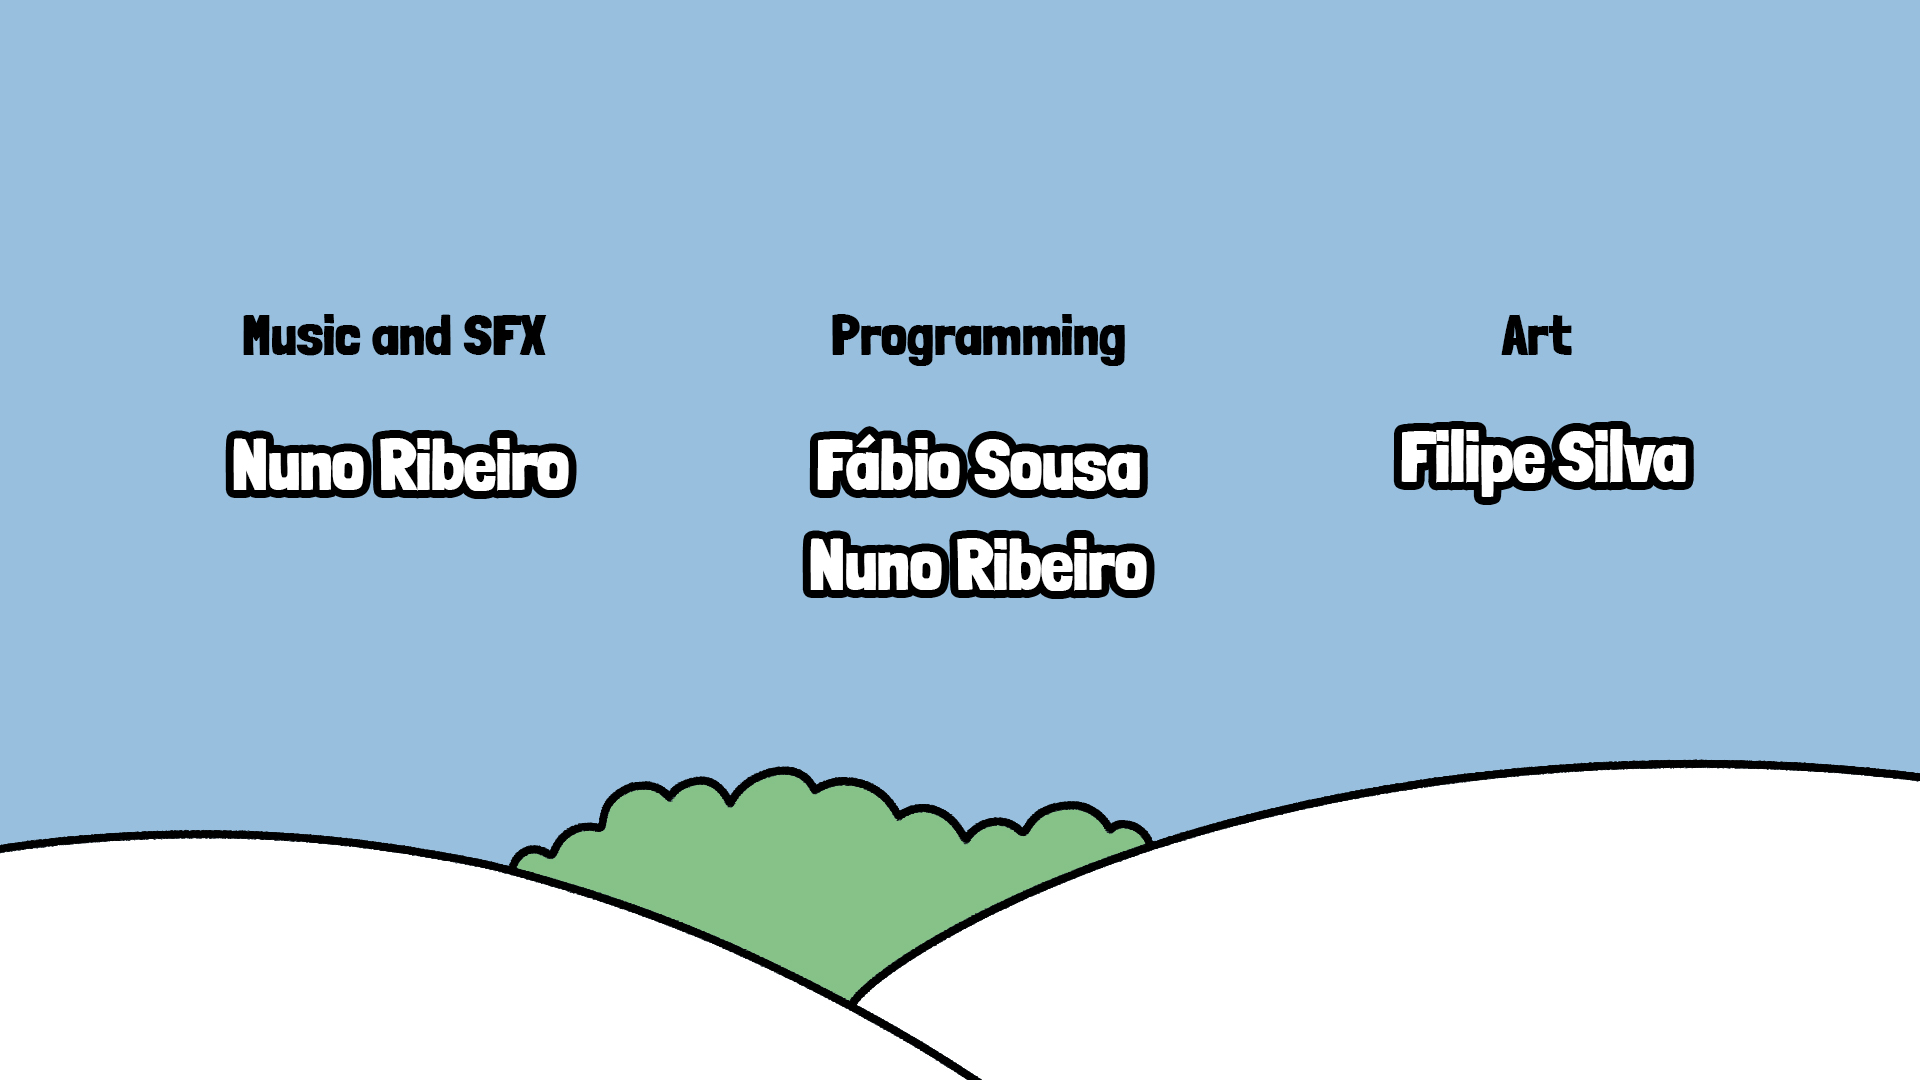 Music and SFX
Nuno Ribeiro
Programming
Fábio Sousa
Nuno Ribeiro
Art
Filipe Silva